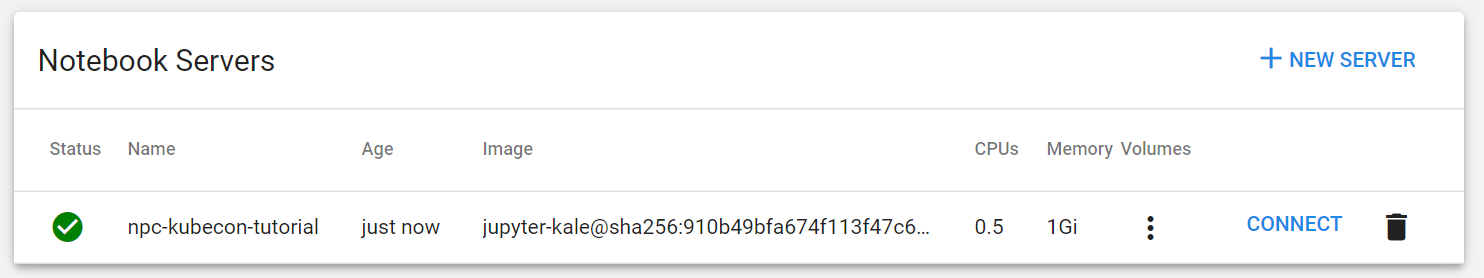 Notebook Servers
+ NEW SERVER
Status Name Age Image CPUs Memory Volumes
npc-kubecon-tutorial just now jupyter-kale@sha256:910b49bfa674f113f47c6... 0.5 1Gi CONNECT